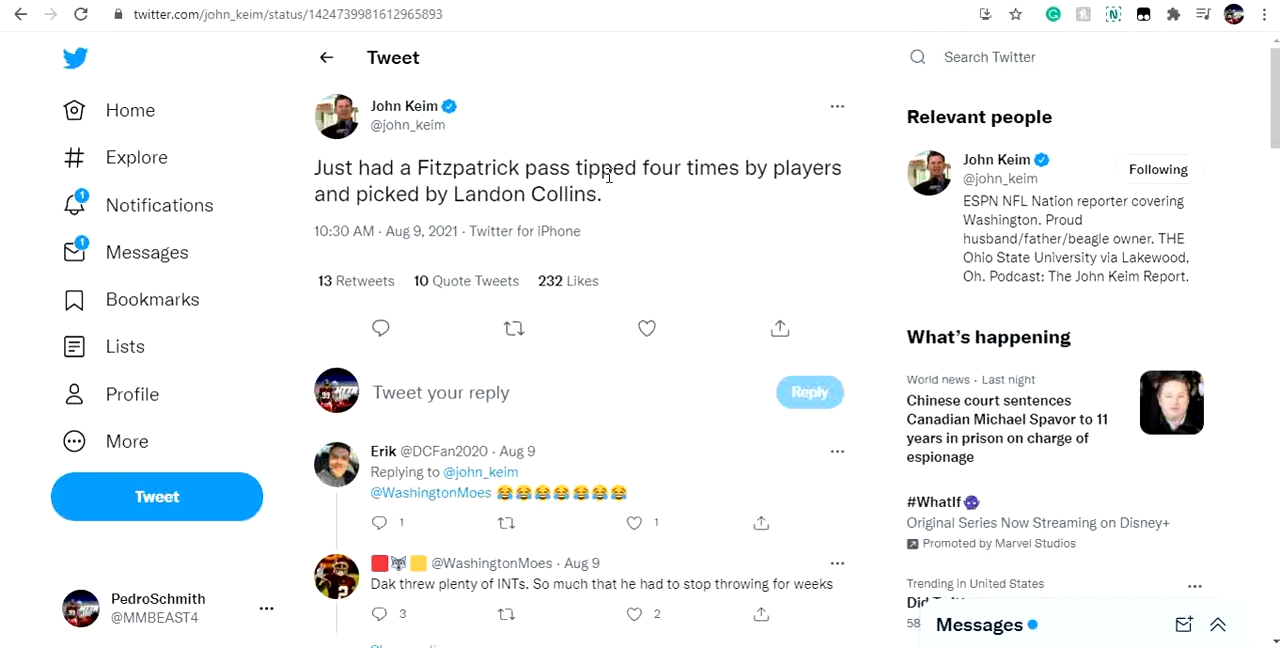 twitter.com/john_keim/status/1424739981612965893
Home
Explore
1
Notifications
1
Messages
Bookmarks
Lists
Profile
More
Tweet
PedroSchmith
@MMBEAST4
Tweet
John Keim
@john_keim
Just had a Fitzpatrick pass tipped four times by players
and picked by Landon Collins.
10:30 AM · Aug 9, 2021 · Twitter for iPhone
13 Retweets 10 Quote Tweets 232 Likes
Tweet your reply
Reply
Erik @DCFan2020 · Aug 9
Replying to @john_keim
@WashingtonMoes 😂😂😂😂😂😂😂
1 1
🟥🐺🟨 @WashingtonMoes · Aug 9
Dak threw plenty of INTs. So much that he had to stop throwing for weeks
3 2
Search Twitter
Relevant people
John Keim
@john_keim
Following
ESPN NFL Nation reporter covering
Washington. Proud
husband/father/beagle owner. THE
Ohio State University via Lakewood,
Oh. Podcast: The John Keim Report.
What's happening
World news · Last night
Chinese court sentences
Canadian Michael Spavor to 11
years in prison on charge of
espionage
#WhatIf
Original Series Now Streaming on Disney+
Promoted by Marvel Studios
Trending in United States
Messages